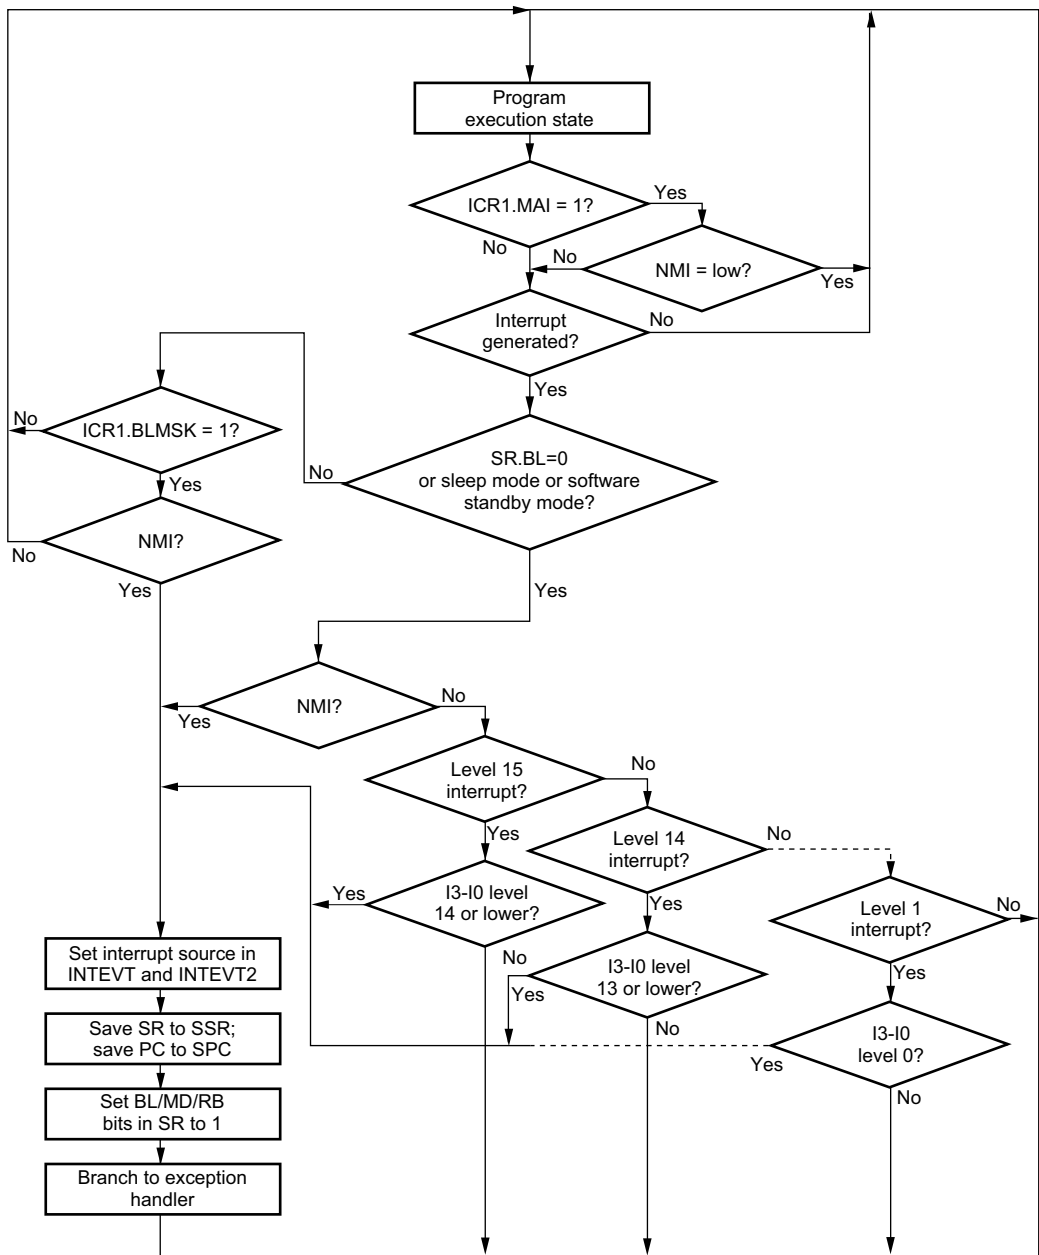 Program
execution state
ICR1.MAI = 1?
Yes
No
No
NMI = low?
Yes
Interrupt
generated?
No
Yes
No
ICR1.BLMSK = 1?
Yes
SR.BL=0
or sleep mode or software
standby mode?
No
NMI?
No
Yes
Yes
NMI?
Yes
No
Level 15
interrupt?
No
Yes
Level 14
interrupt?
No
Yes
I3-I0 level
14 or lower?
Yes
No
Level 1
interrupt?
No
Yes
I3-I0 level
13 or lower?
Yes
No
I3-I0
level 0?
Yes
No
Set interrupt source in
INTEVT and INTEVT2
Save SR to SSR;
save PC to SPC
Set BL/MD/RB
bits in SR to 1
Branch to exception
handler